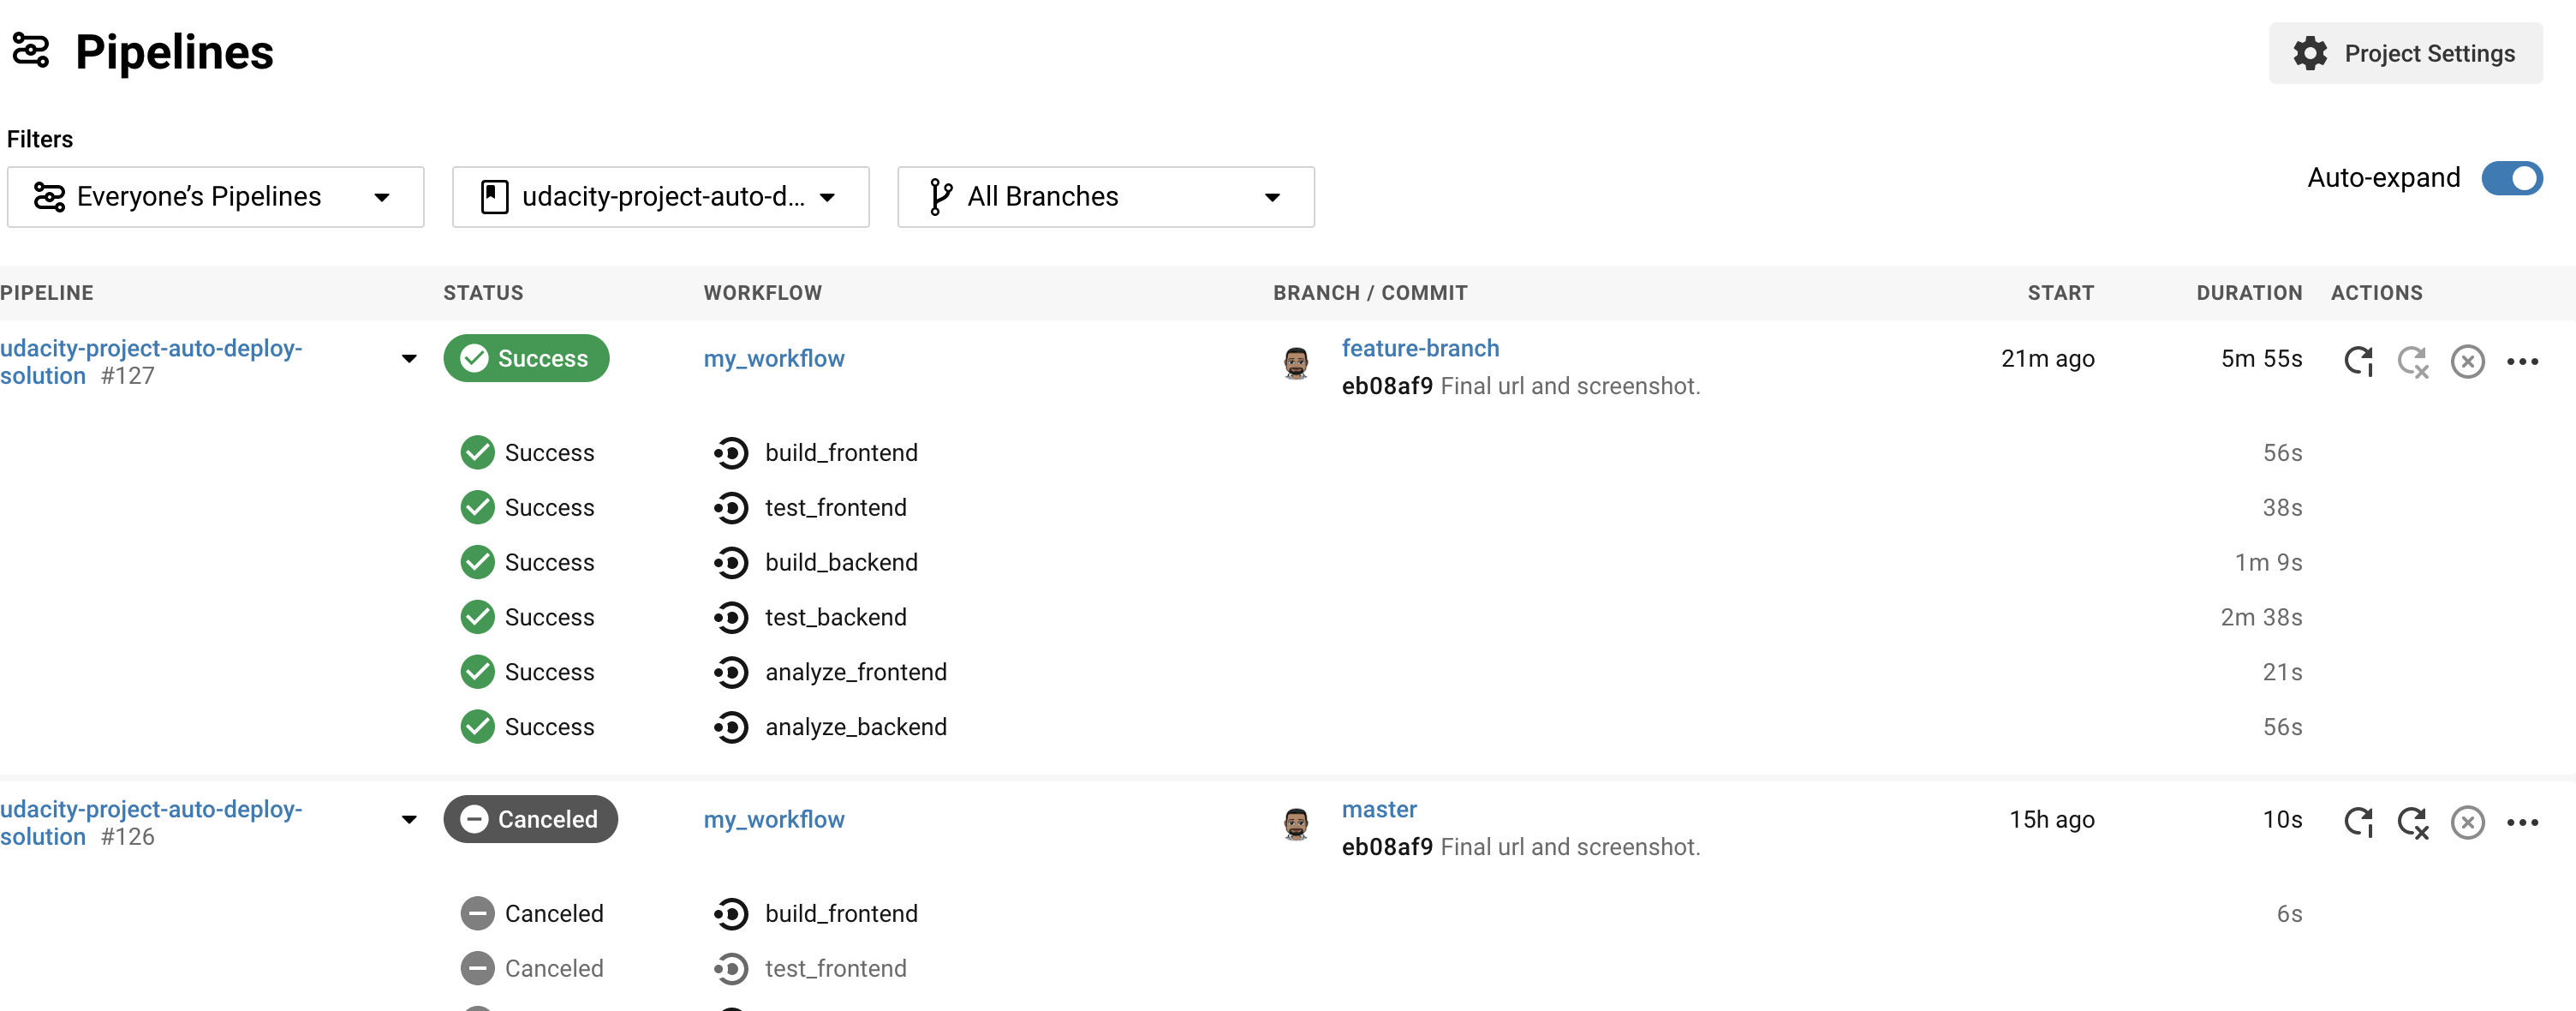 Pipelines
Project Settings
Filters
Everyone’s Pipelines
udacity-project-auto-d...
All Branches
Auto-expand
PIPELINE STATUS WORKFLOW BRANCH / COMMIT START DURATION ACTIONS
udacity-project-auto-deploy-
solution #127
Success
my_workflow
feature-branch
eb08af9 Final url and screenshot.
21m ago
5m 55s
Success build_frontend 56s
Success test_frontend 38s
Success build_backend 1m 9s
Success test_backend 2m 38s
Success analyze_frontend 21s
Success analyze_backend 56s
udacity-project-auto-deploy-
solution #126
Canceled
my_workflow
master
eb08af9 Final url and screenshot.
15h ago
10s
Canceled build_frontend 6s
Canceled test_frontend